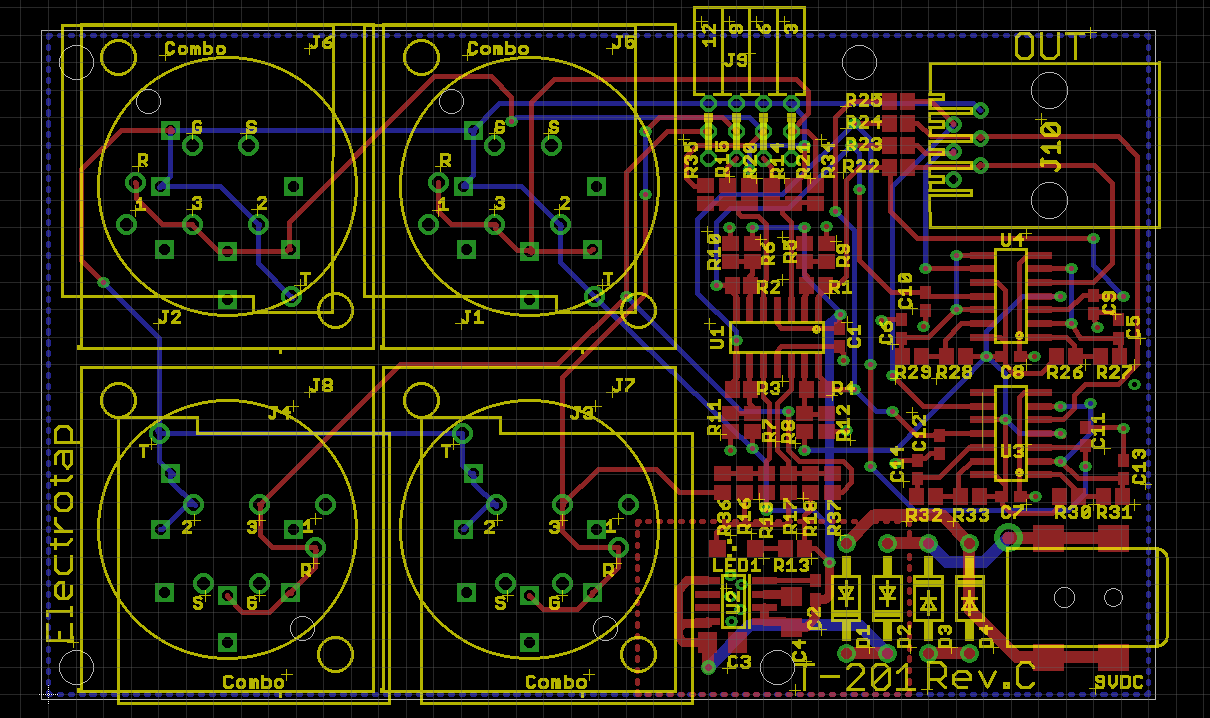 Combo
J6
Combo
J5
12
9
6
3
J9
OUT
J10
R25
R24
R23
R22
G
S
G
S
R
1
3
2
R
1
3
2
T
T
R35
R15
R20
R14
R21
R34
R10
R6
R5
R9
R2
R1
U4
C10
C9
C6
C5
J2
J1
U1
C1
R29
R28
C8
R26
R27
J8
J7
J4
J3
R3
R4
R11
R7
R8
R12
C12
C11
U3
C14
C13
T
T
2
3
1
2
3
1
R
R
S
G
S
G
R36
R16
R19
R17
R18
R37
R32
R33
C7
R30
R31
LED1
R13
U2
C2
C3
C4
D1
D2
D3
D4
Electrotap
Combo
Combo
T-201 Rev.C
9VDC